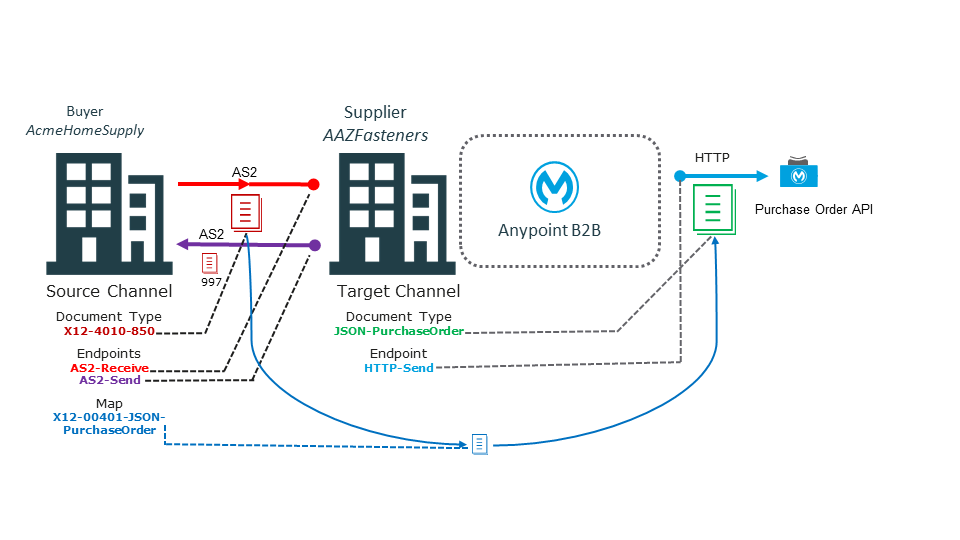 Buyer
AcmeHomeSupply
Supplier
AAZFasteners
AS2
AS2
997
Anypoint B2B
HTTP
Purchase Order API
Source Channel
Document Type
X12-4010-850
Endpoints
AS2-Receive
AS2-Send
Map
X12-00401-JSON-
PurchaseOrder
Target Channel
Document Type
JSON-PurchaseOrder
Endpoint
HTTP-Send